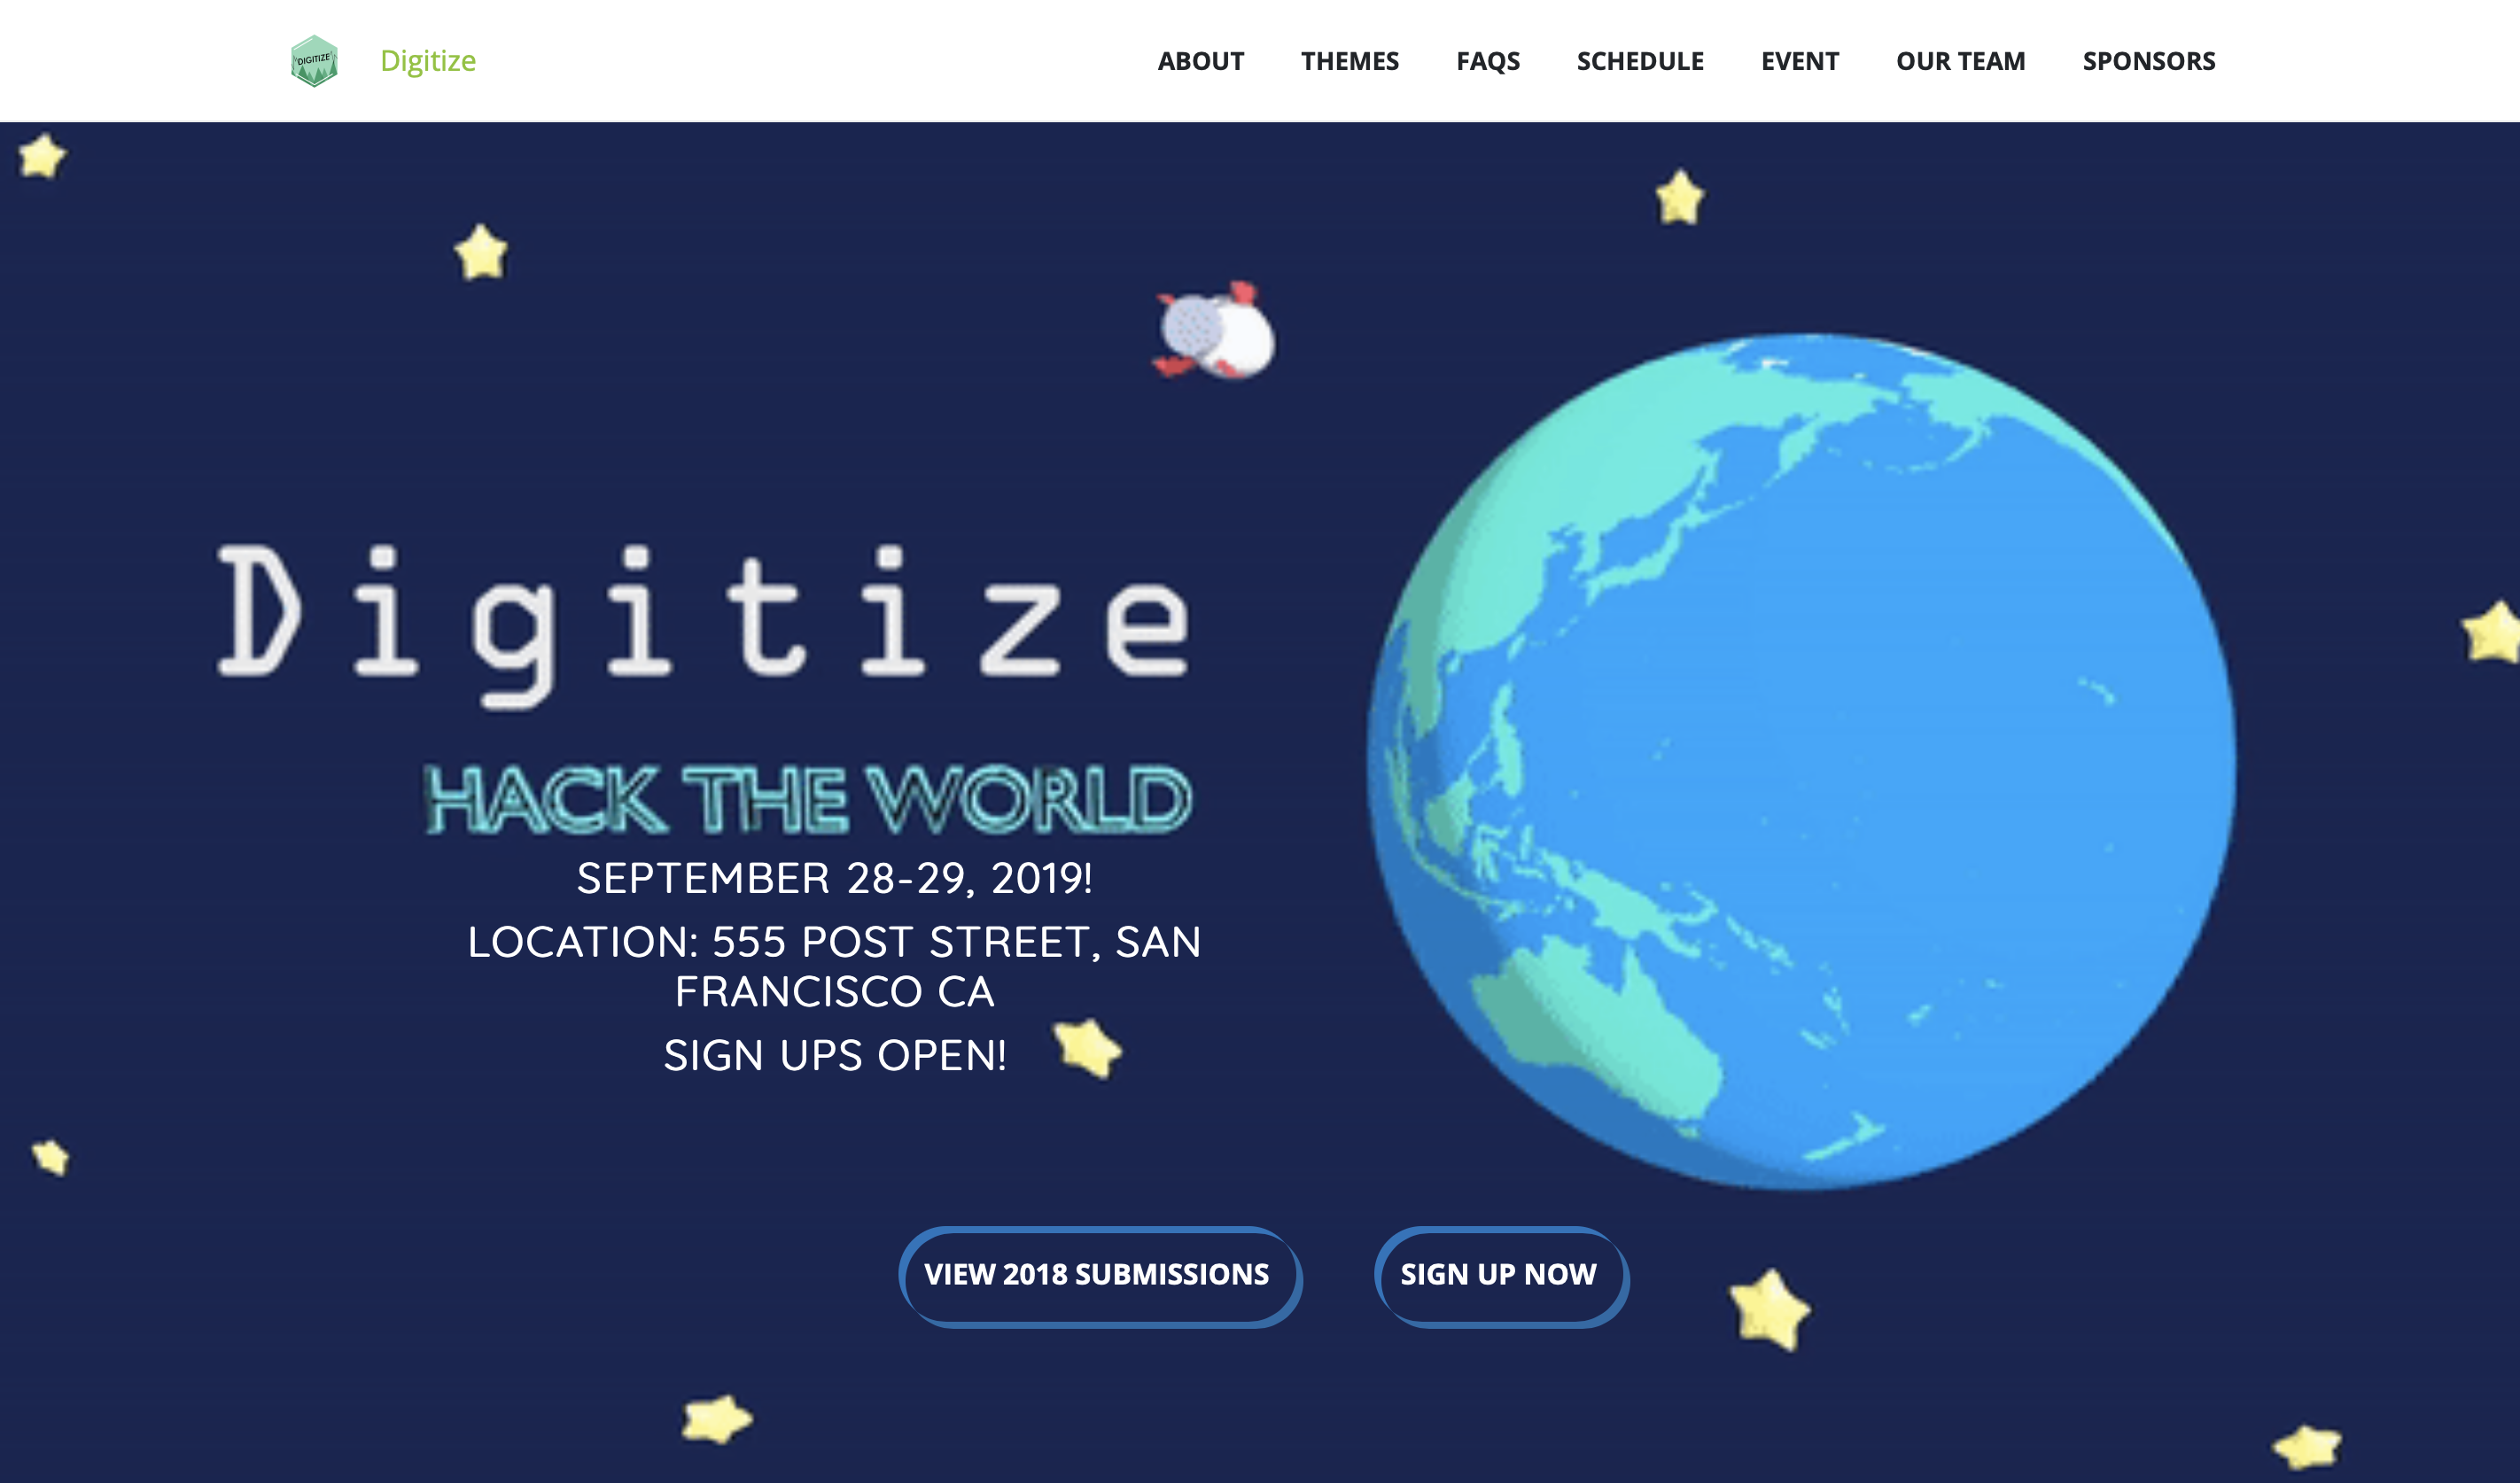 DIGITIZE
Digitize
ABOUT THEMES FAQS SCHEDULE EVENT OUR TEAM SPONSORS
Digitize
HACK THE WORLD
SEPTEMBER 28-29, 2019!
LOCATION: 555 POST STREET, SAN
FRANCISCO CA
SIGN UPS OPEN!
VIEW 2018 SUBMISSIONS
SIGN UP NOW